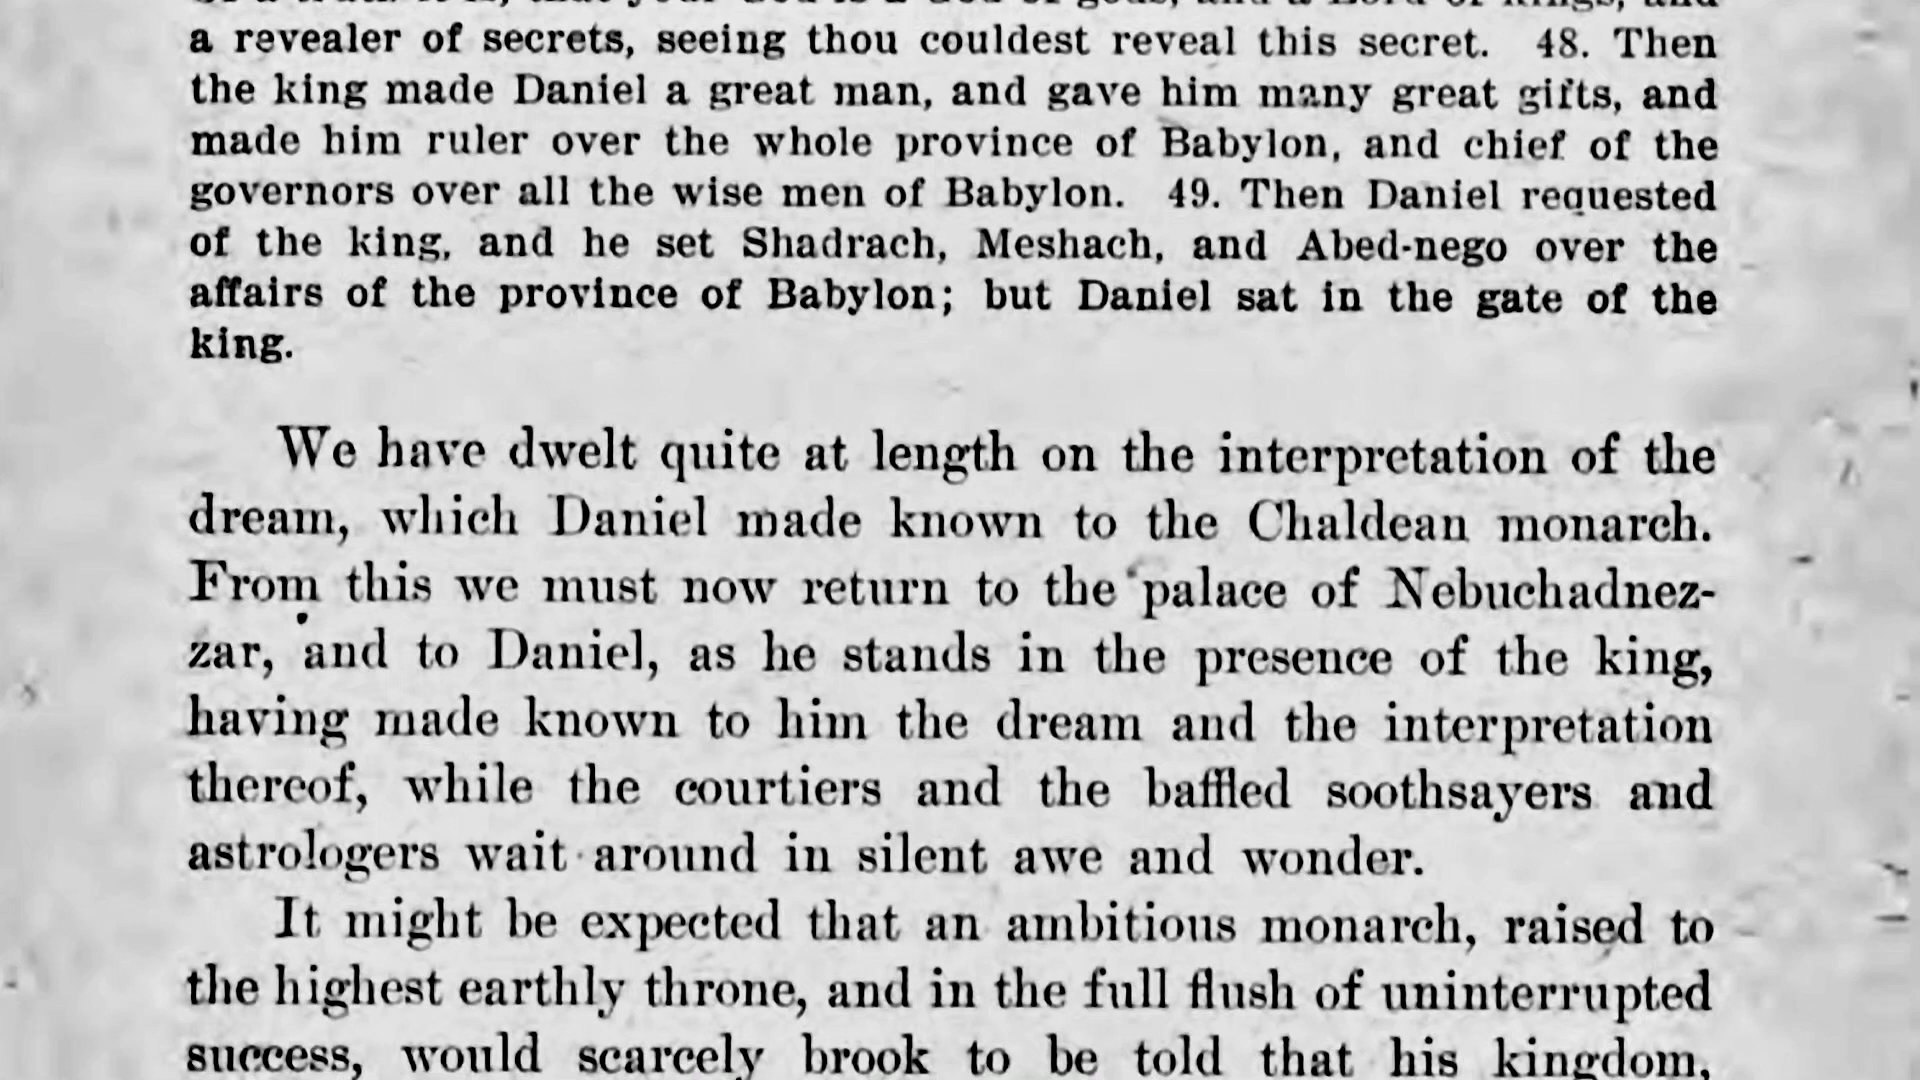 a revealer of secrets, seeing thou couldest reveal this secret. 48. Then
the king made Daniel a great man, and gave him many great gifts, and
made him ruler over the whole province of Babylon, and chief of the
governors over all the wise men of Babylon. 49. Then Daniel requested
of the king, and he set Shadrach, Meshach, and Abed-nego over the
affairs of the province of Babylon; but Daniel sat in the gate of the
king.
We have dwelt quite at length on the interpretation of the
dream, which Daniel made known to the Chaldean monarch.
From this we must now return to the palace of Nebuchadnez-
zar, and to Daniel, as he stands in the presence of the king,
having made known to him the dream and the interpretation
thereof, while the courtiers and the baffled soothsayers and
astrologers wait around in silent awe and wonder.
It might be expected that an ambitious monarch, raised to
the highest earthly throne, and in the full flush of uninterrupted
success, would scarcely brook to be told that his kingdom,